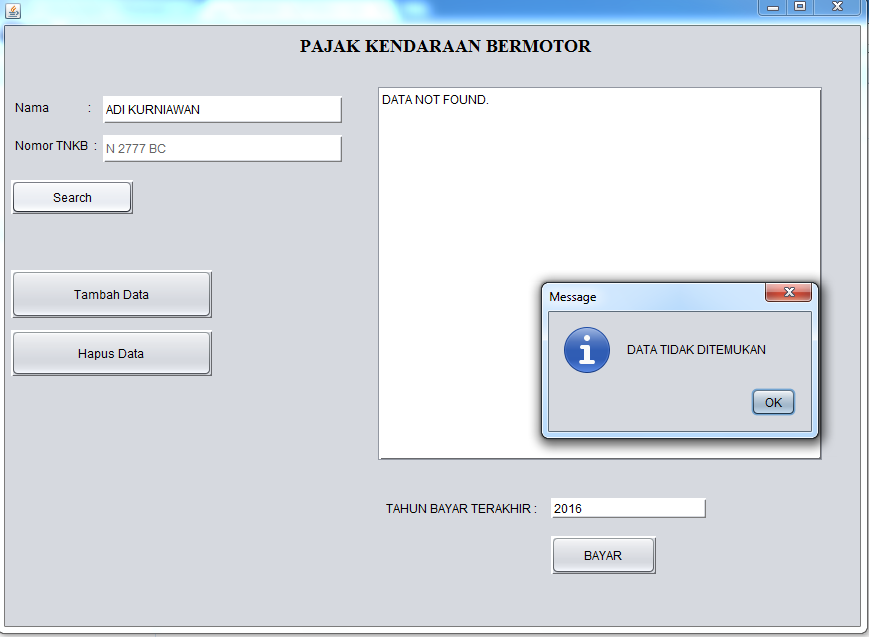 PAJAK KENDARAAN BERMOTOR
Nama :
ADI KURNIAWAN
Nomor TNKB :
N 2777 BC
Search
Tambah Data
Hapus Data
DATA NOT FOUND.
Message
DATA TIDAK DITEMUKAN
OK
TAHUN BAYAR TERAKHIR :
2016
BAYAR